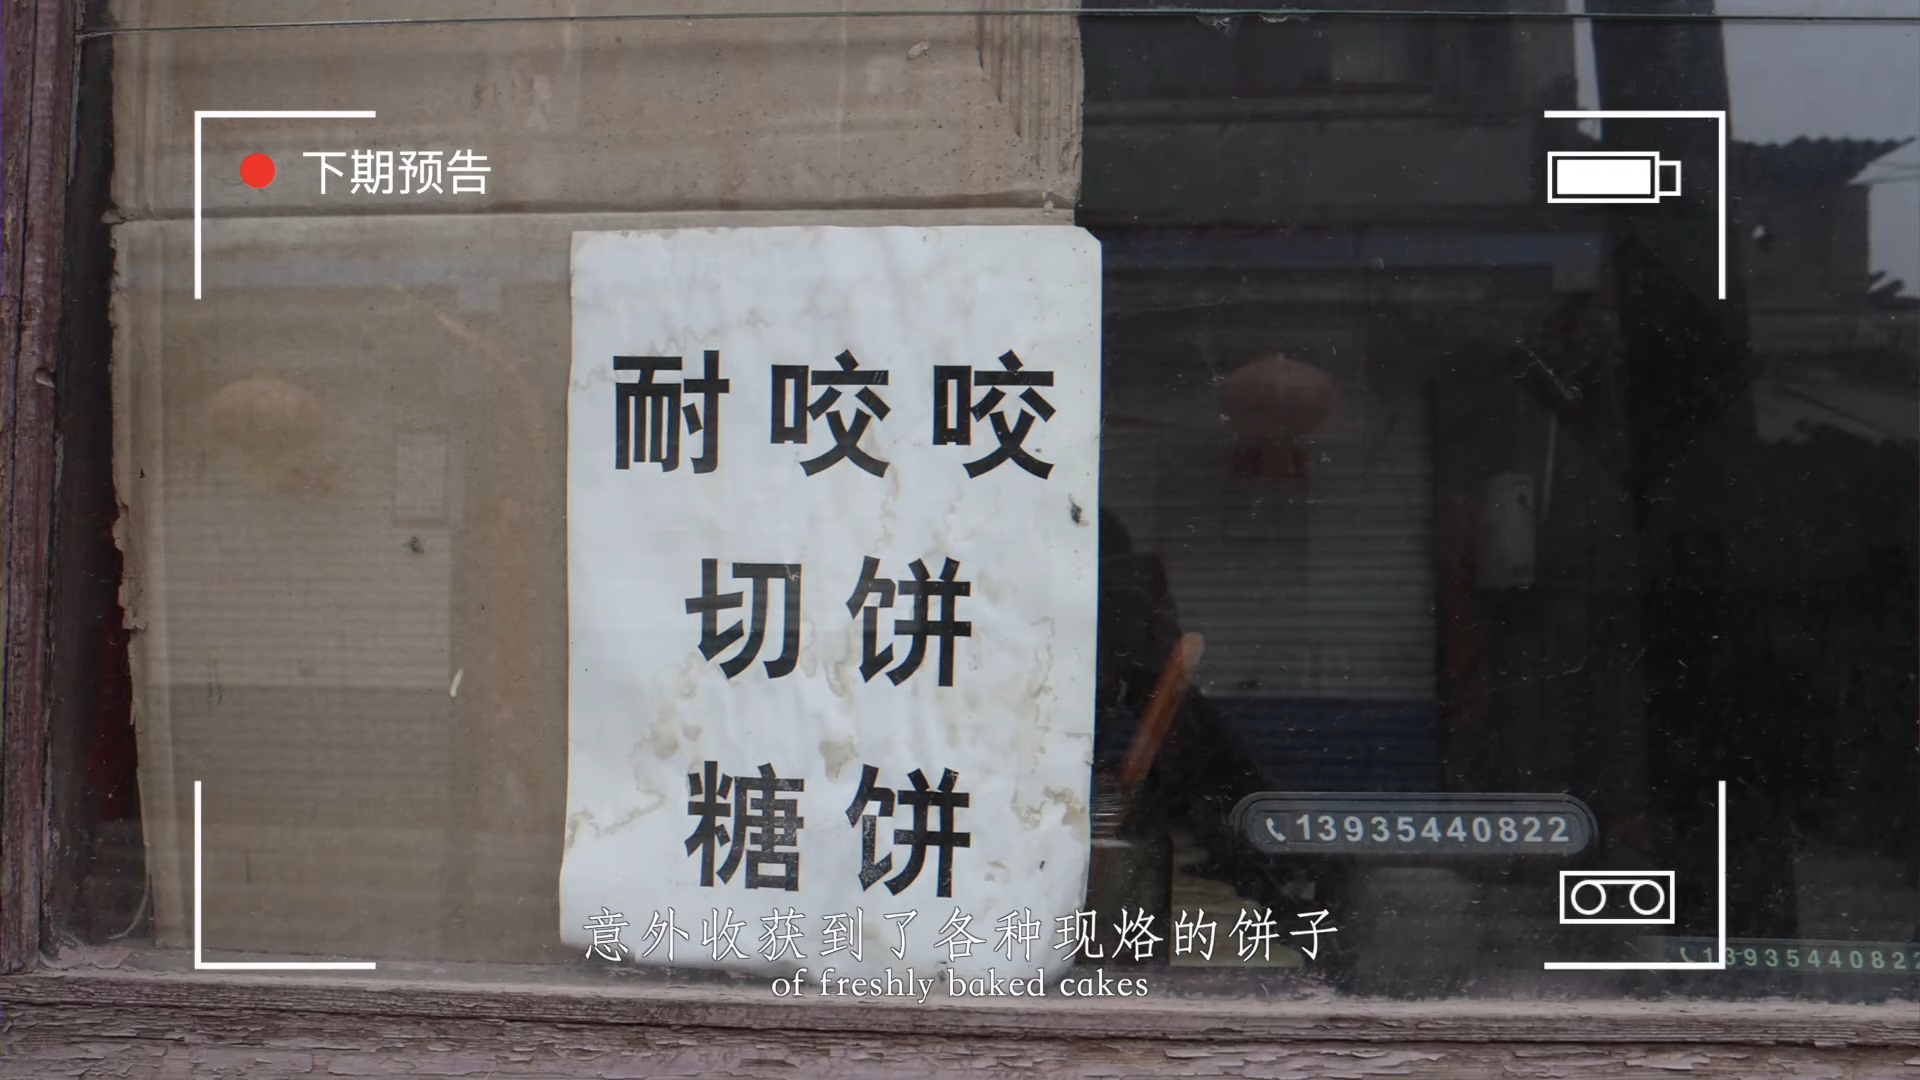 下期预告
耐咬咬
切饼
糖饼
13935440822
意外收获到了各种现烙的饼子
13935440822
of freshly baked cakes